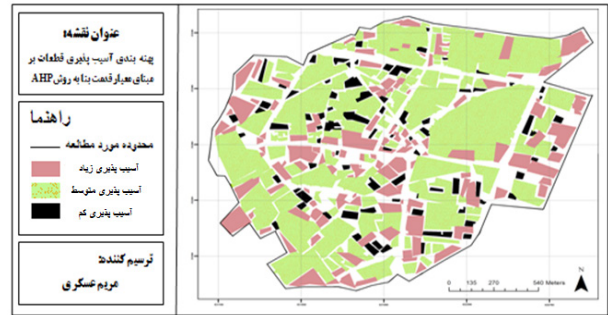 عنوان نقشه:
پهنه بندی آسیب پذیری قطعات بر
مبنای معیار قدمت بنا به روش AHP
راهنما
محدوده مورد مطالعه
آسیب پذیری زیاد
آسیب پذیری متوسط
آسیب پذیری کم
ترسیم کننده:
مریم عسکری
N
0 135 270 540 Meters